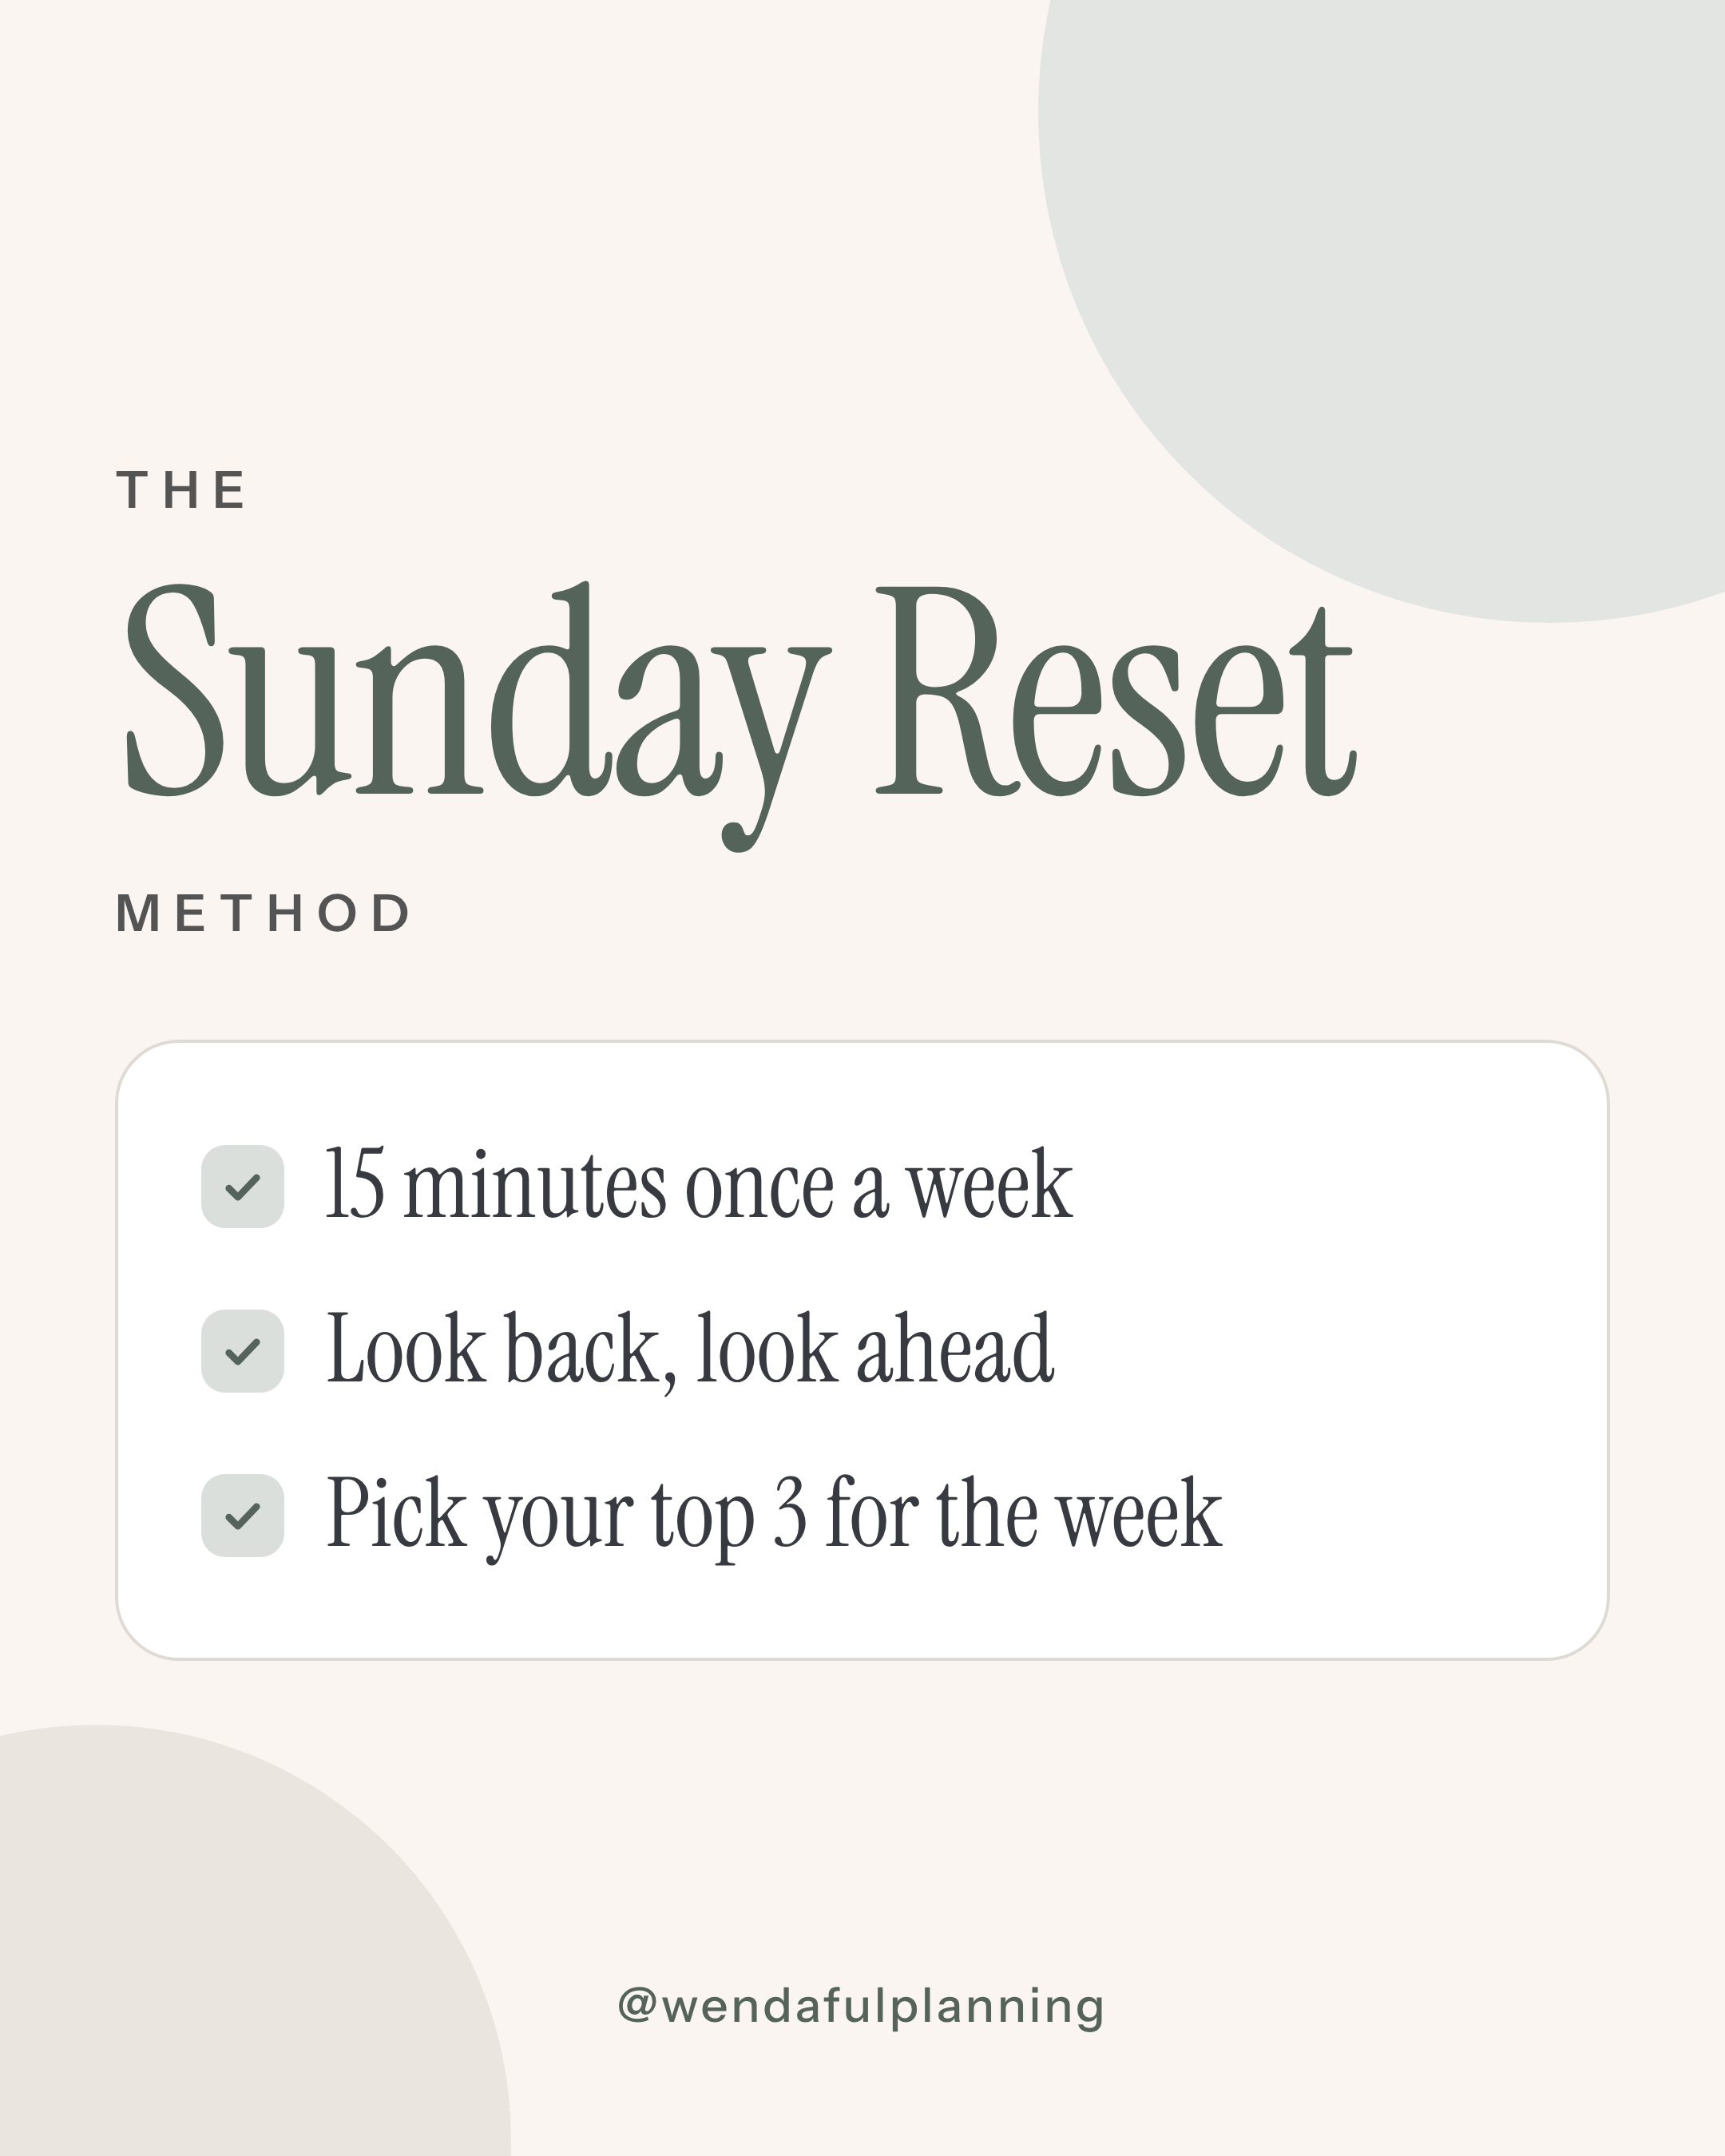 THE
Sunday Reset
METHOD
15 minutes once a week
Look back, look ahead
Pick your top 3 for the week
@wendafulplanning